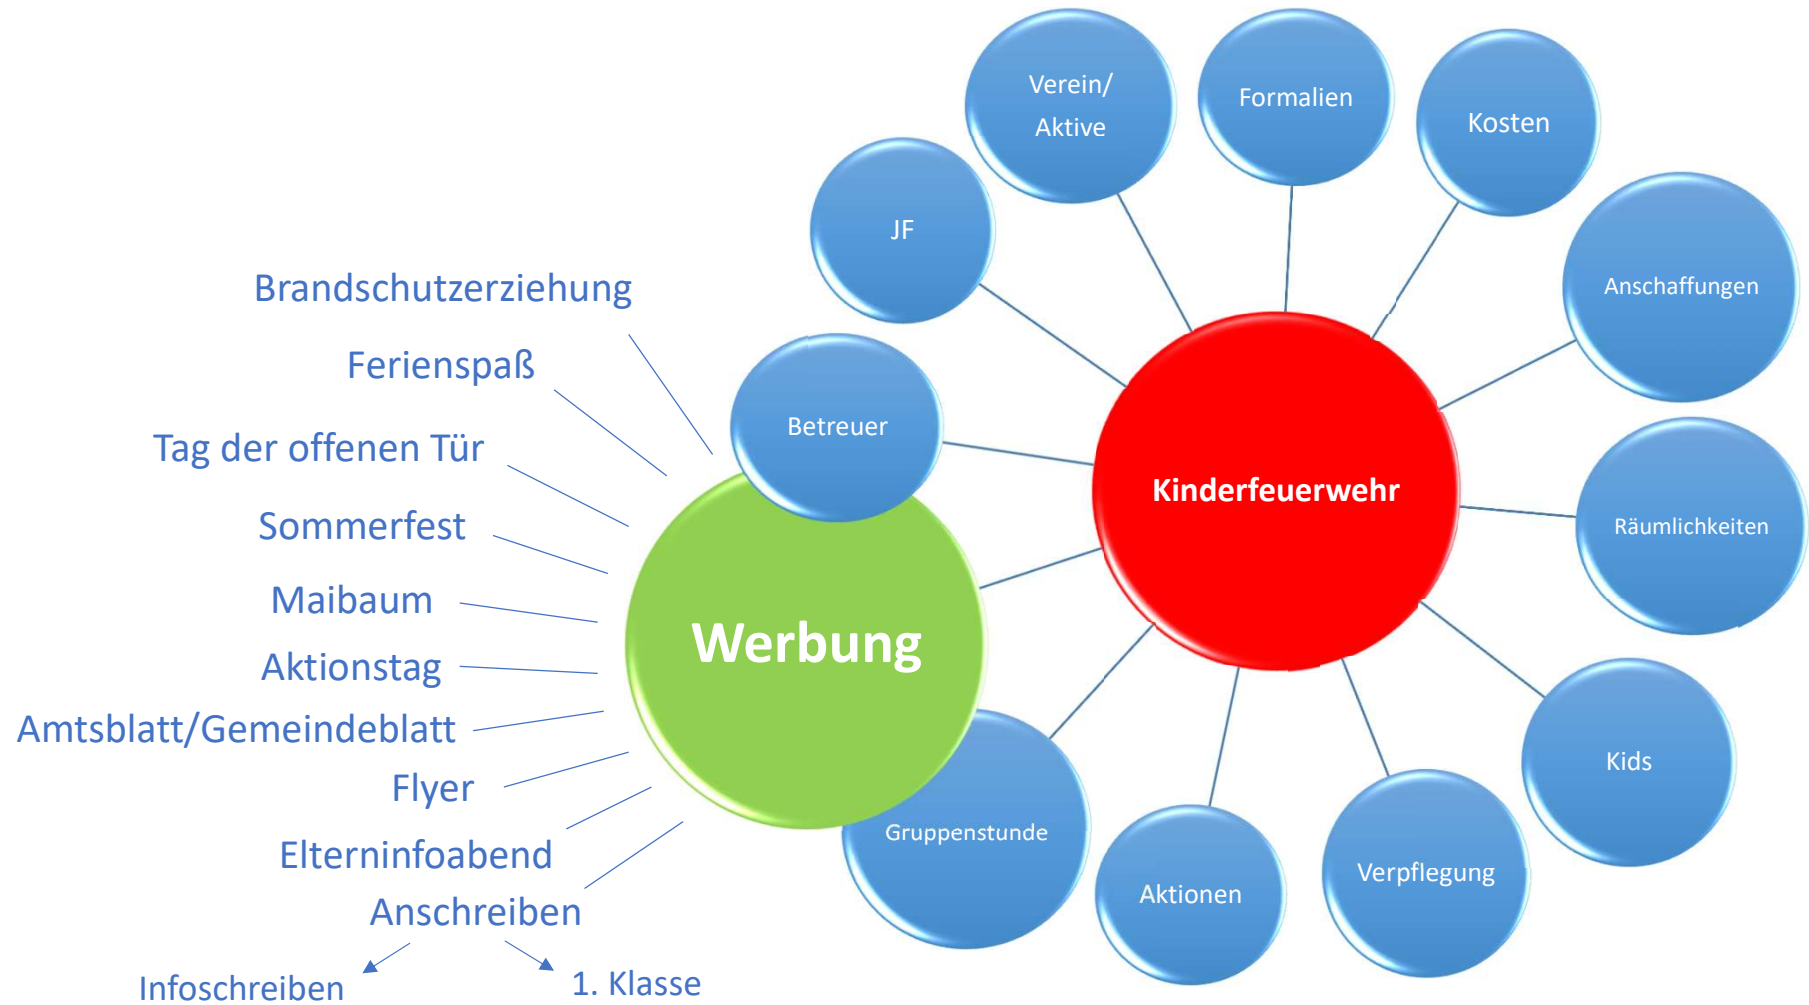 Verein/
Aktive
Formalien
Kosten
JF
Anschaffungen
Brandschutzerziehung
Ferienspaß
Betreuer
Tag der offenen Tür
Kinderfeuerwehr
Sommerfest
Räumlichkeiten
Maibaum
Werbung
Aktionstag
Amtsblatt/Gemeindeblatt
Kids
Flyer
Gruppenstunde
Elterninfoabend
Verpflegung
Aktionen
Anschreiben
Infoschreiben
1. Klasse